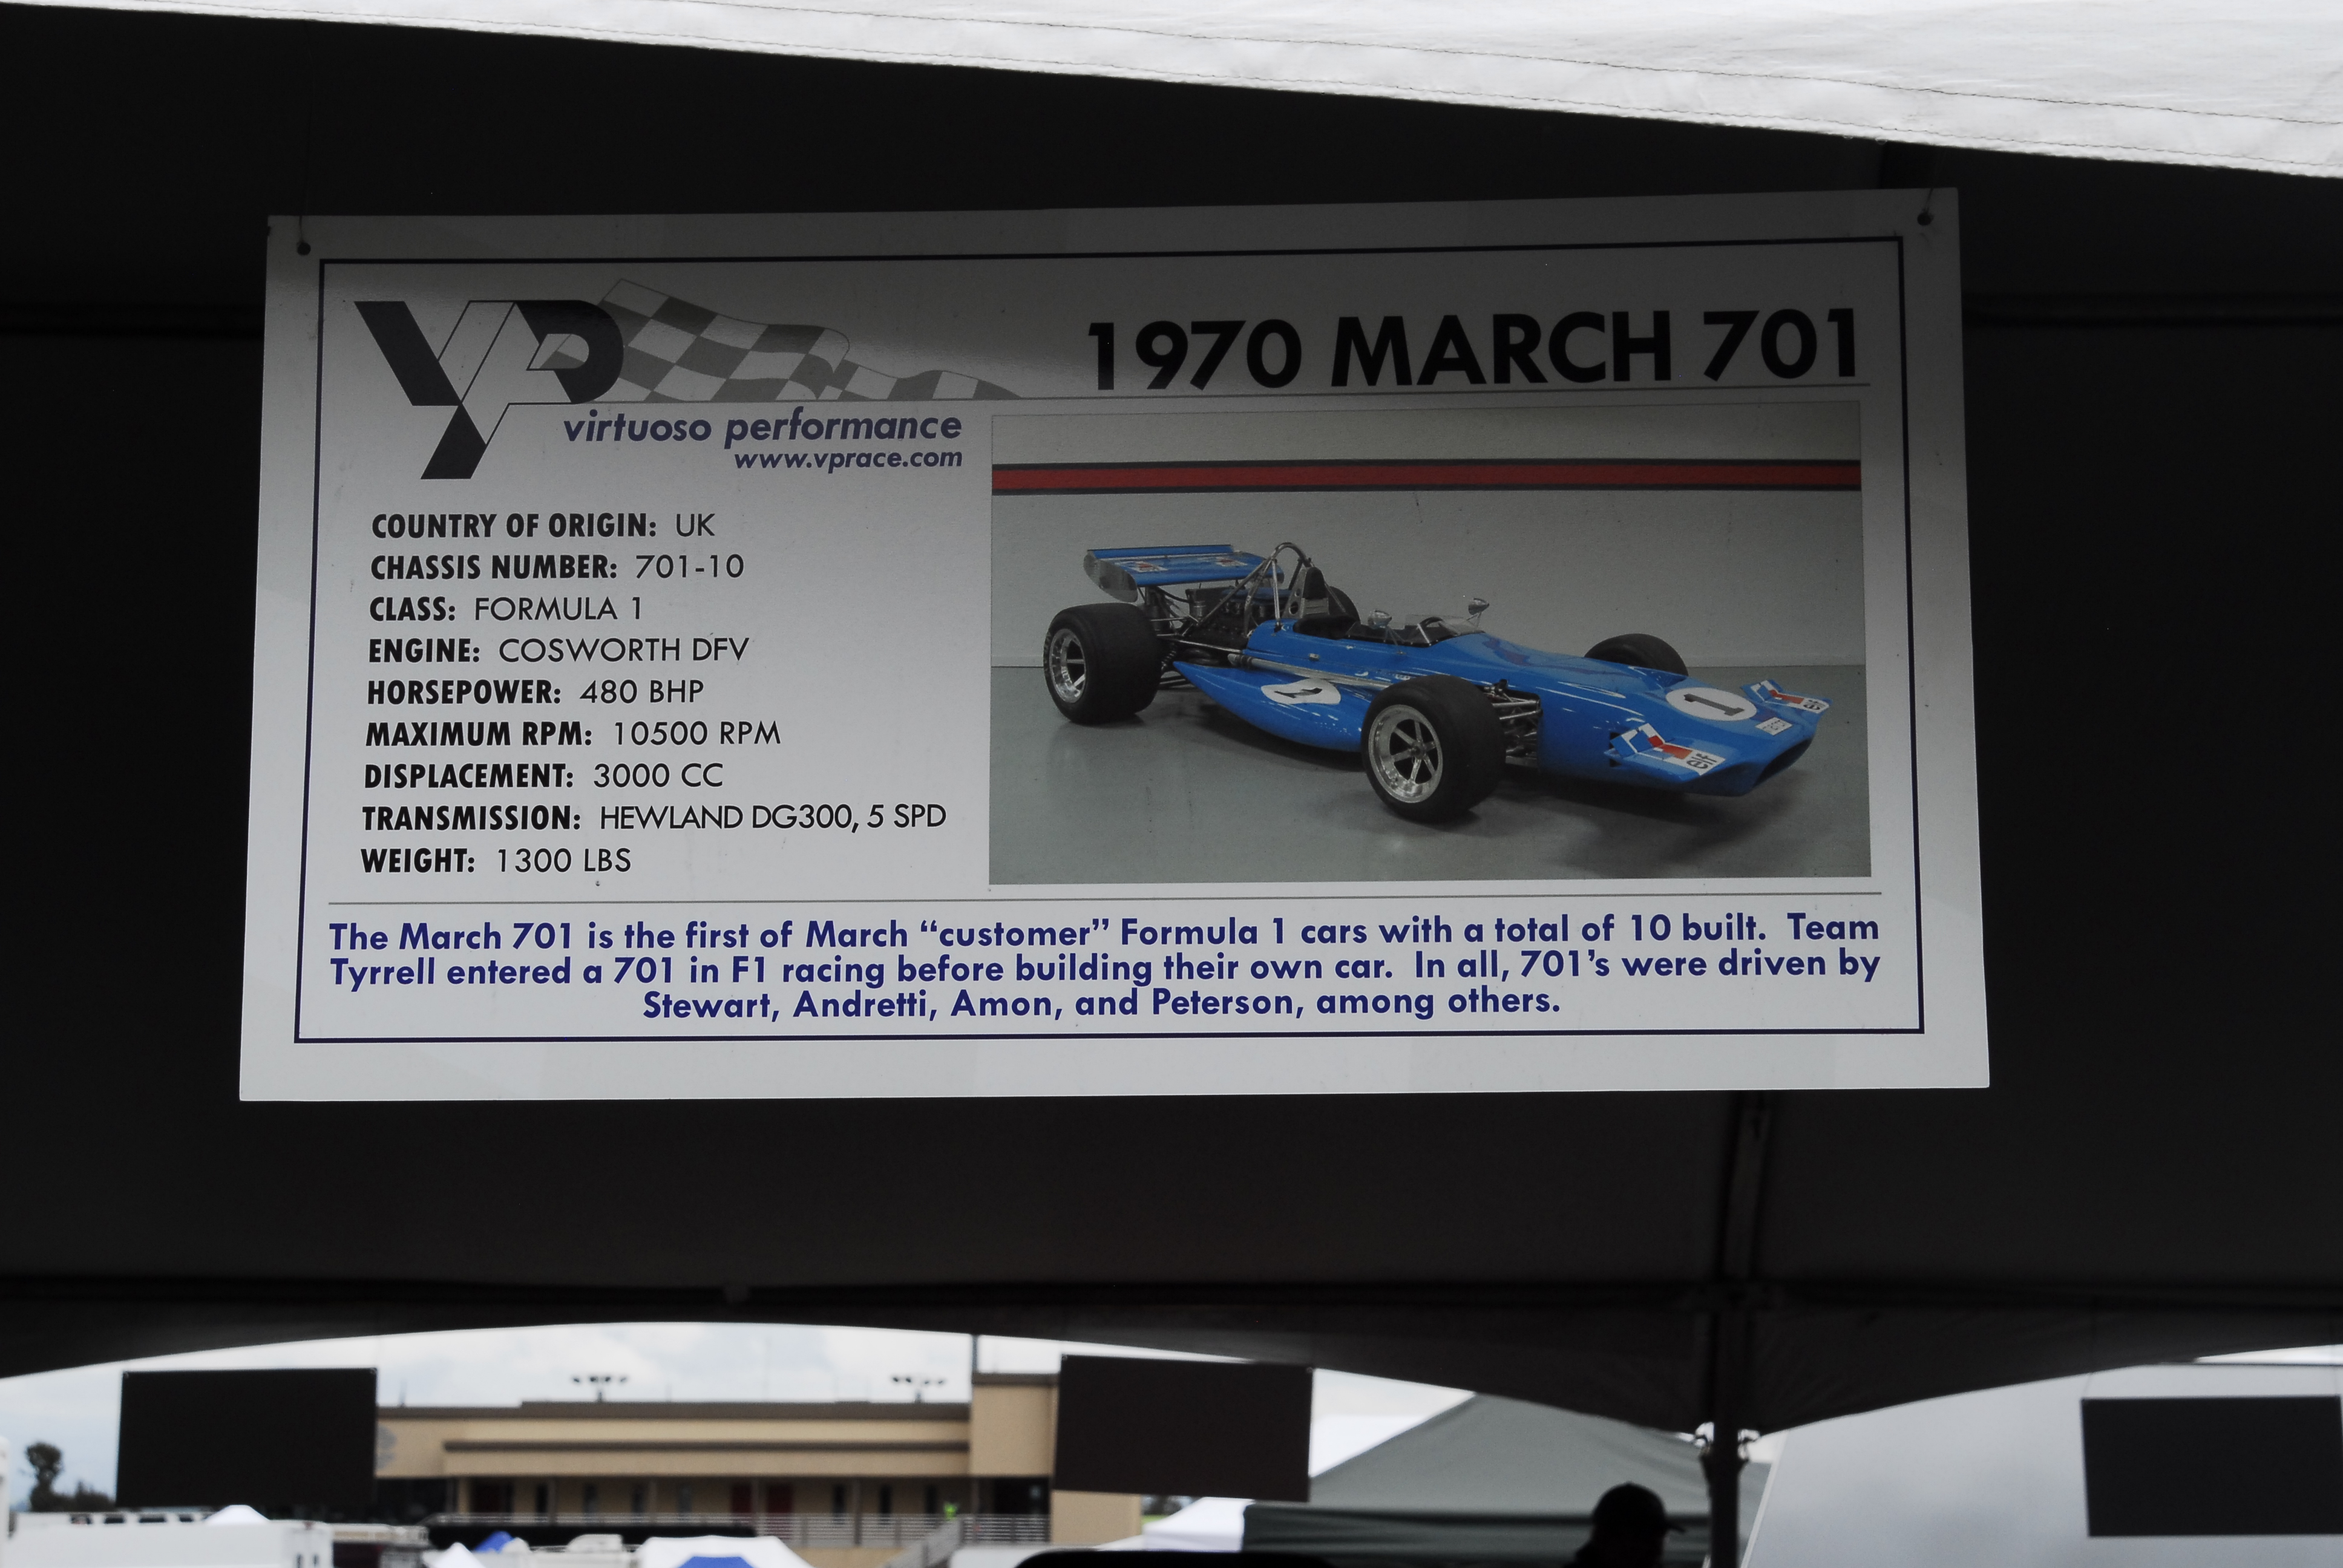 VP
1970 MARCH 701
virtuoso performance
www.vprace.com
COUNTRY OF ORIGIN: UK
CHASSIS NUMBER: 701-10
CLASS: FORMULA 1
ENGINE: COSWORTH DFV
HORSEPOWER: 480 BHP
MAXIMUM RPM: 10500 RPM
DISPLACEMENT: 3000 CC
TRANSMISSION: HEWLAND DG300, 5 SPD
WEIGHT: 1300 LBS
1
1
elf
The March 701 is the first of March “customer” Formula 1 cars with a total of 10 built. Team
Tyrrell entered a 701 in F1 racing before building their own car. In all, 701’s were driven by
Stewart, Andretti, Amon, and Peterson, among others.